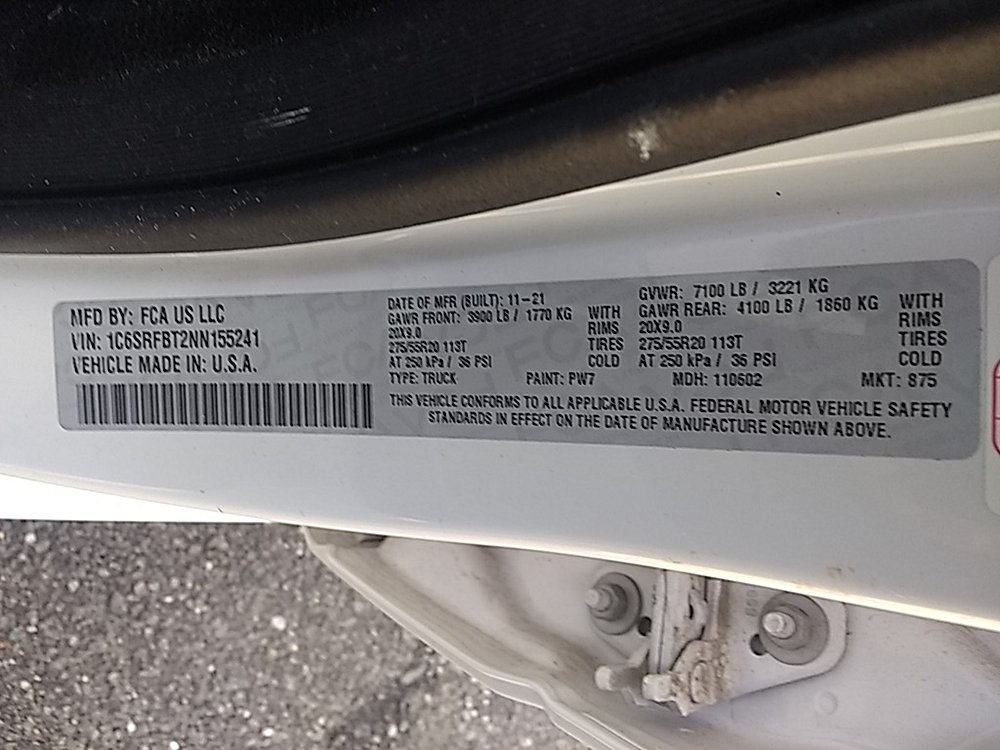 MFD BY: FCA US LLC
VIN: 1C6SRFBT2NN155241
VEHICLE MADE IN: U.S.A.
DATE OF MFR (BUILT): 11-21
GAWR FRONT: 3900 LB / 1770 KG WITH
20X9.0 RIMS
275/55R20 113T TIRES
AT 250 kPa / 36 PSI COLD
GVWR: 7100 LB / 3221 KG
GAWR REAR: 4100 LB / 1860 KG WITH
20X9.0 RIMS
275/55R20 113T TIRES
AT 250 kPa / 36 PSI COLD
TYPE: TRUCK PAINT: PW7 MDH: 110602 MKT: 875
THIS VEHICLE CONFORMS TO ALL APPLICABLE U.S.A. FEDERAL MOTOR VEHICLE SAFETY
STANDARDS IN EFFECT ON THE DATE OF MANUFACTURE SHOWN ABOVE.